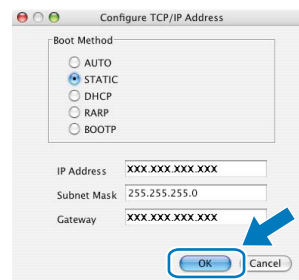 Configure TCP/IP Address
Boot Method
AUTO
STATIC
DHCP
RARP
BOOTP
IP Address XXX.XXX.XXX.XXX
Subnet Mask 255.255.255.0
Gateway XXX.XXX.XXX.XXX
OK Cancel